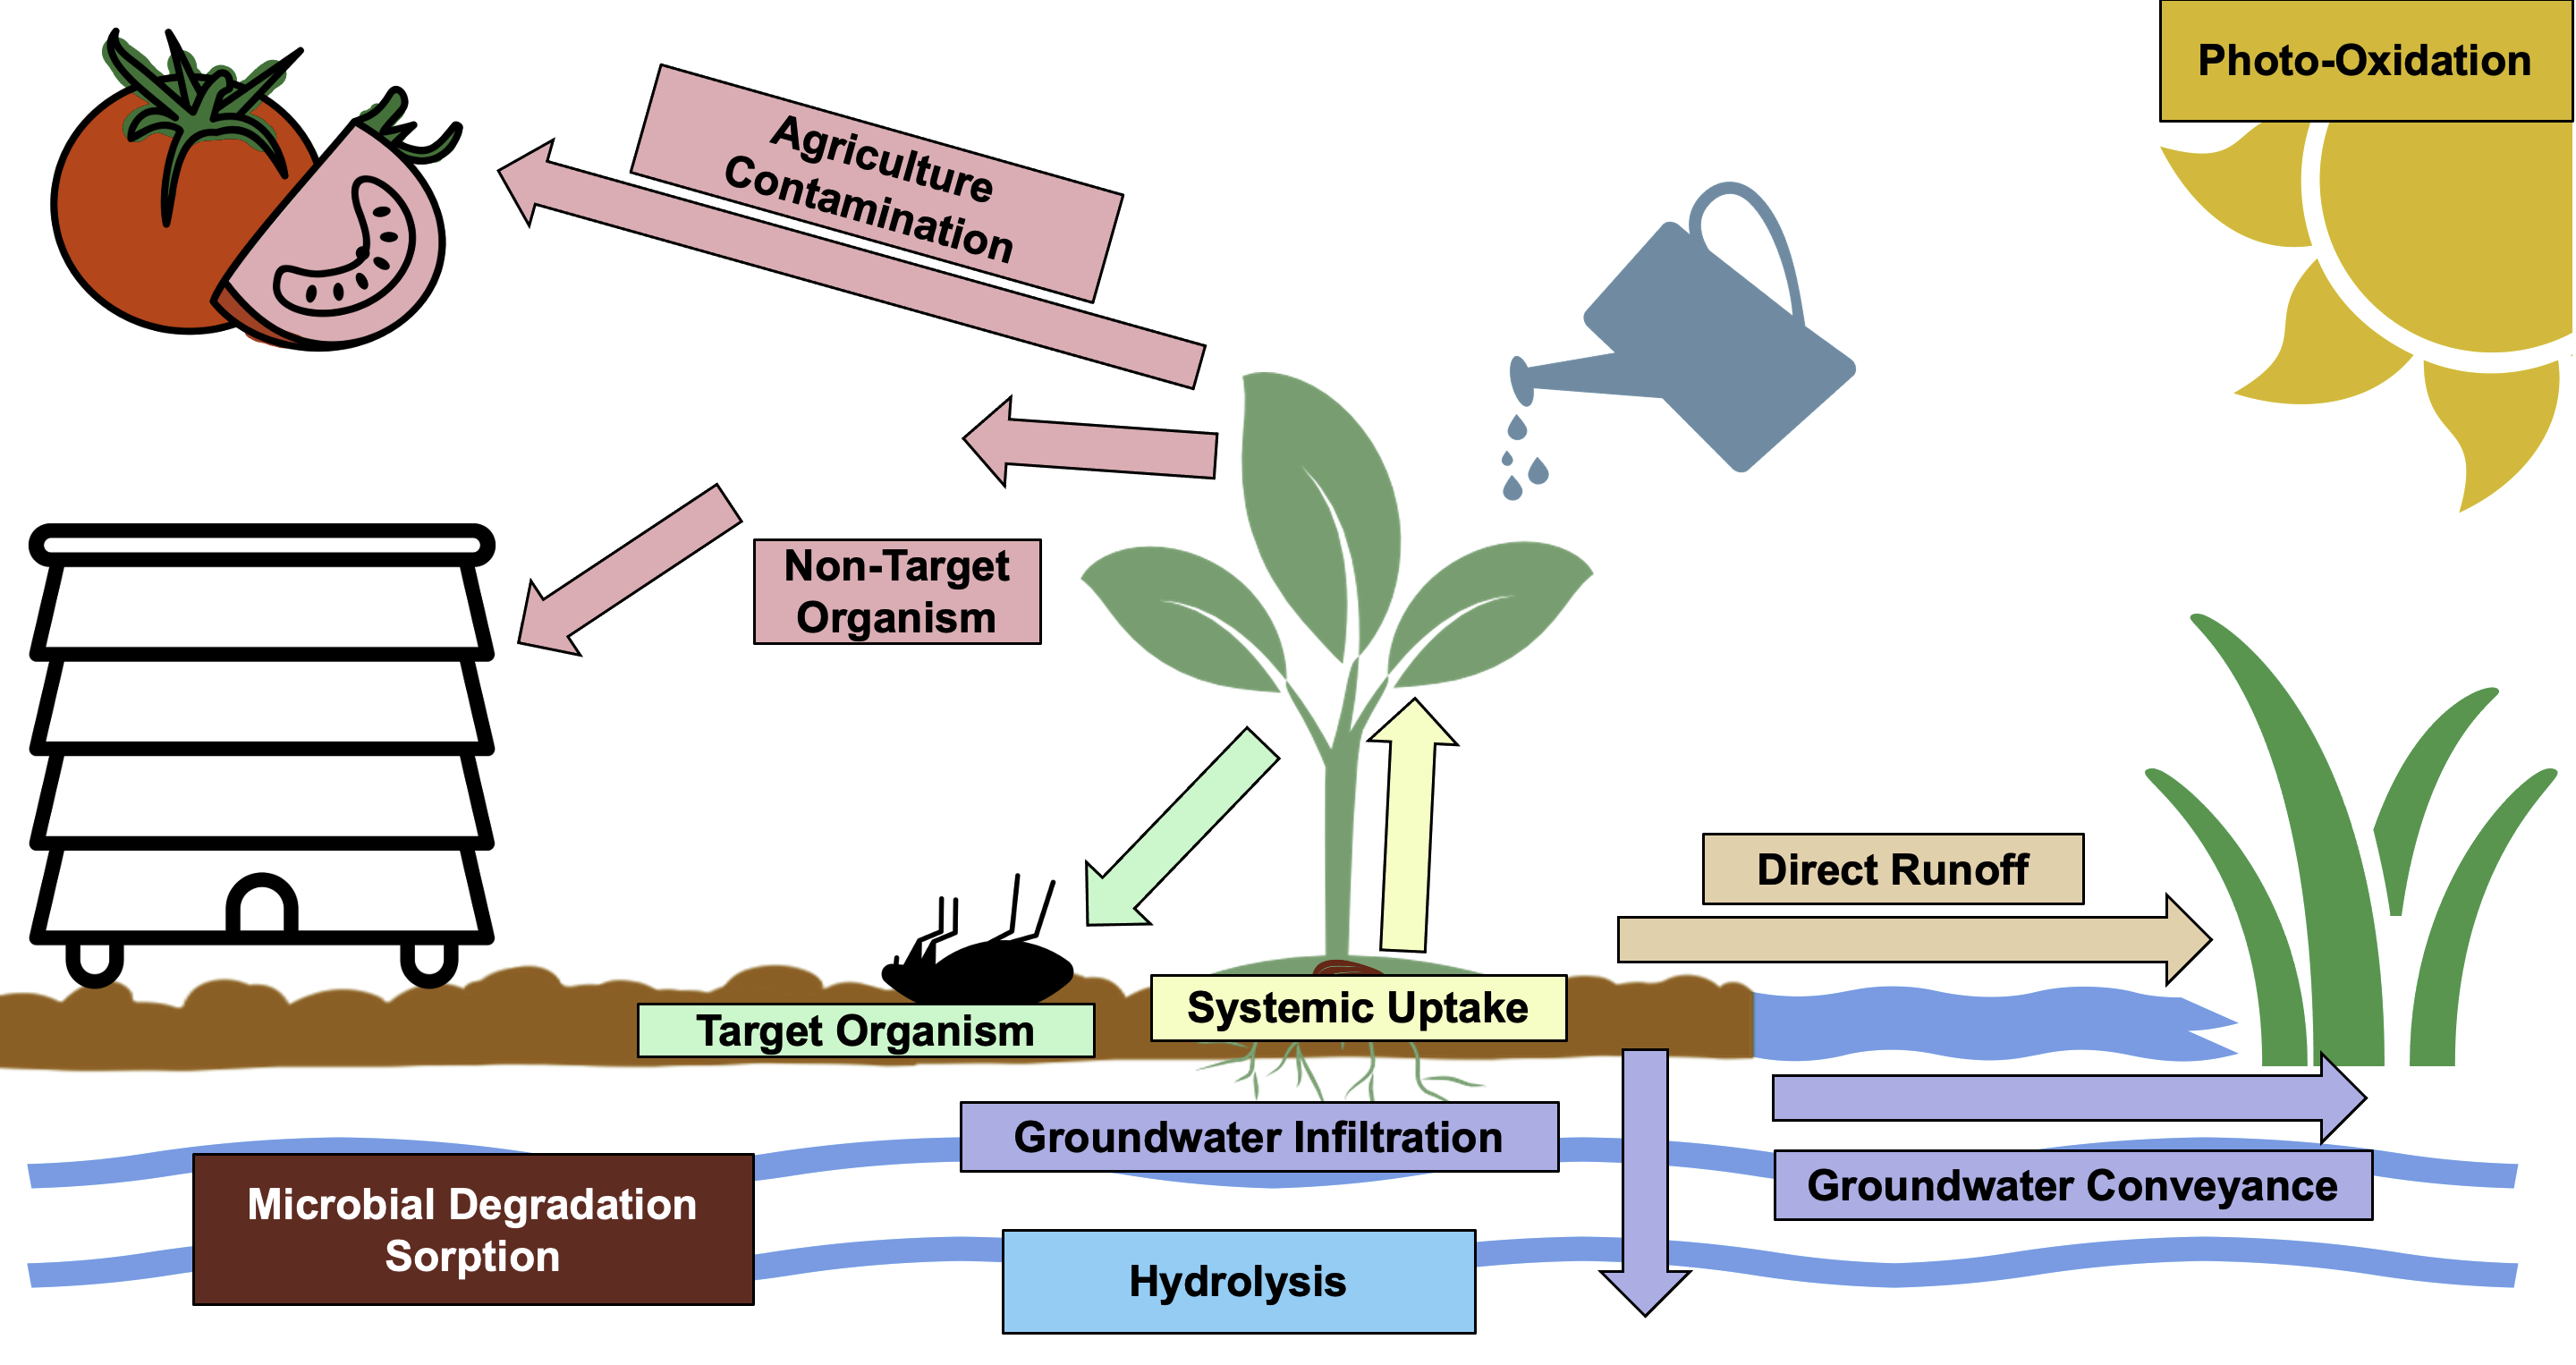 Photo-Oxidation
Agriculture
Contamination
Non-Target
Organism
Direct Runoff
Systemic Uptake
Target Organism
Groundwater Infiltration
Groundwater Conveyance
Microbial Degradation
Sorption
Hydrolysis